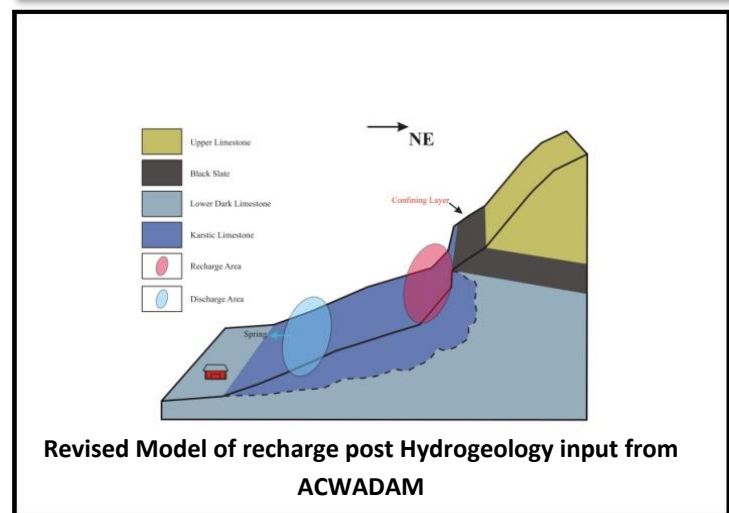 NE
Upper Limestone
Black Slate
Confining Layer
Lower Dark Limestone
Karstic Limestone
Recharge Area
Discharge Area
Spring
Revised Model of recharge post Hydrogeology input from
ACWADAM